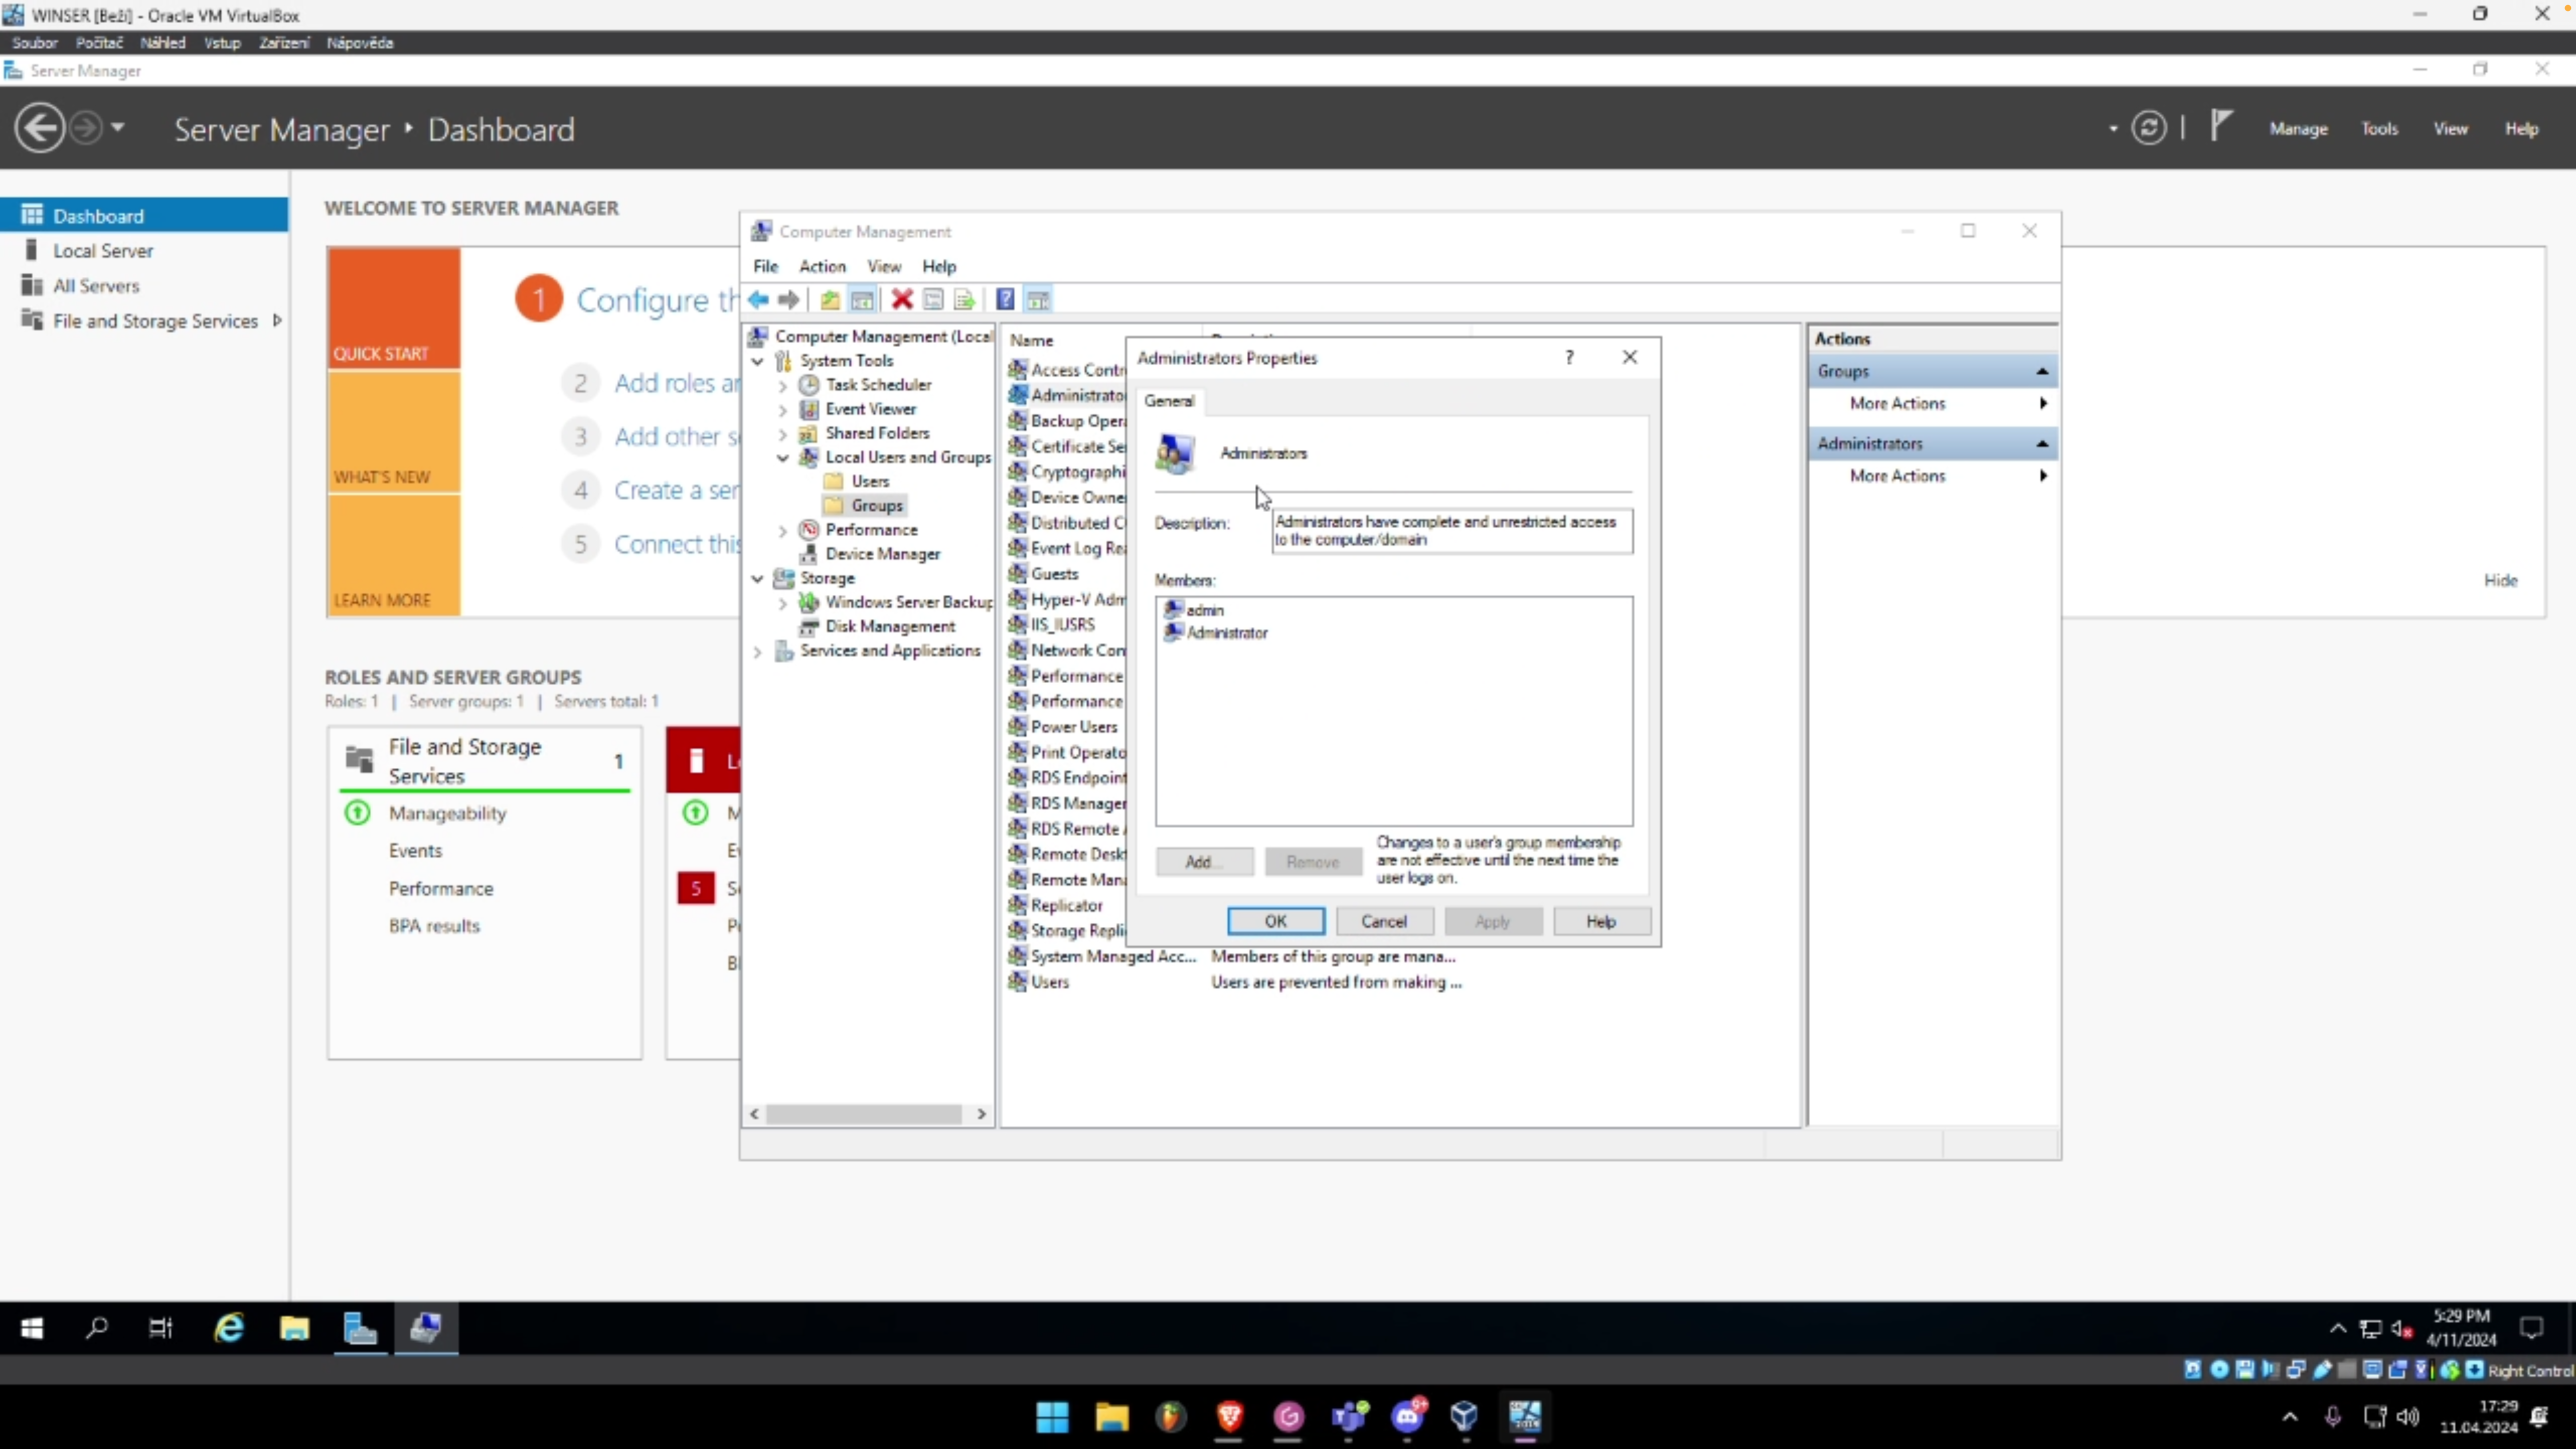 WINSER [Beží] - Oracle VM VirtualBox
Soubor Počítač Náhled Vstup Zařízení Nápověda
Server Manager
Server Manager ‣ Dashboard
Manage Tools View Help
Dashboard
Local Server
All Servers
File and Storage Services
WELCOME TO SERVER MANAGER
QUICK START
WHAT'S NEW
LEARN MORE
1 Configure th
2 Add roles an
3 Add other se
4 Create a ser
5 Connect this
Hide
ROLES AND SERVER GROUPS
Roles: 1 | Server groups: 1 | Servers total: 1
File and Storage
Services
1
Manageability
Events
Performance
BPA results
5
Computer Management
File Action View Help
Computer Management (Local
System Tools
Task Scheduler
Event Viewer
Shared Folders
Local Users and Groups
Users
Groups
Performance
Device Manager
Storage
Windows Server Backup
Disk Management
Services and Applications
Name
Access Contr
Administrato
Backup Oper
Certificate Se
Cryptographi
Device Owne
Distributed C
Event Log Re
Guests
Hyper-V Adm
IIS_IUSRS
Network Con
Performance
Performance
Power Users
Print Operato
RDS Endpoint
RDS Manager
RDS Remote
Remote Deskt
Remote Mana
Replicator
Storage Repli
System Managed Acc... Members of this group are mana...
Users Users are prevented from making ...
Administrators Properties
?
General
Administrators
Description:
Administrators have complete and unrestricted access
to the computer/domain
Members:
admin
Administrator
Add...
Remove
Changes to a user's group membership
are not effective until the next time the
user logs on.
OK
Cancel
Apply
Help
Actions
Groups
More Actions
Administrators
More Actions
5:29 PM
4/11/2024
Right Control
17:29
11.04.2024